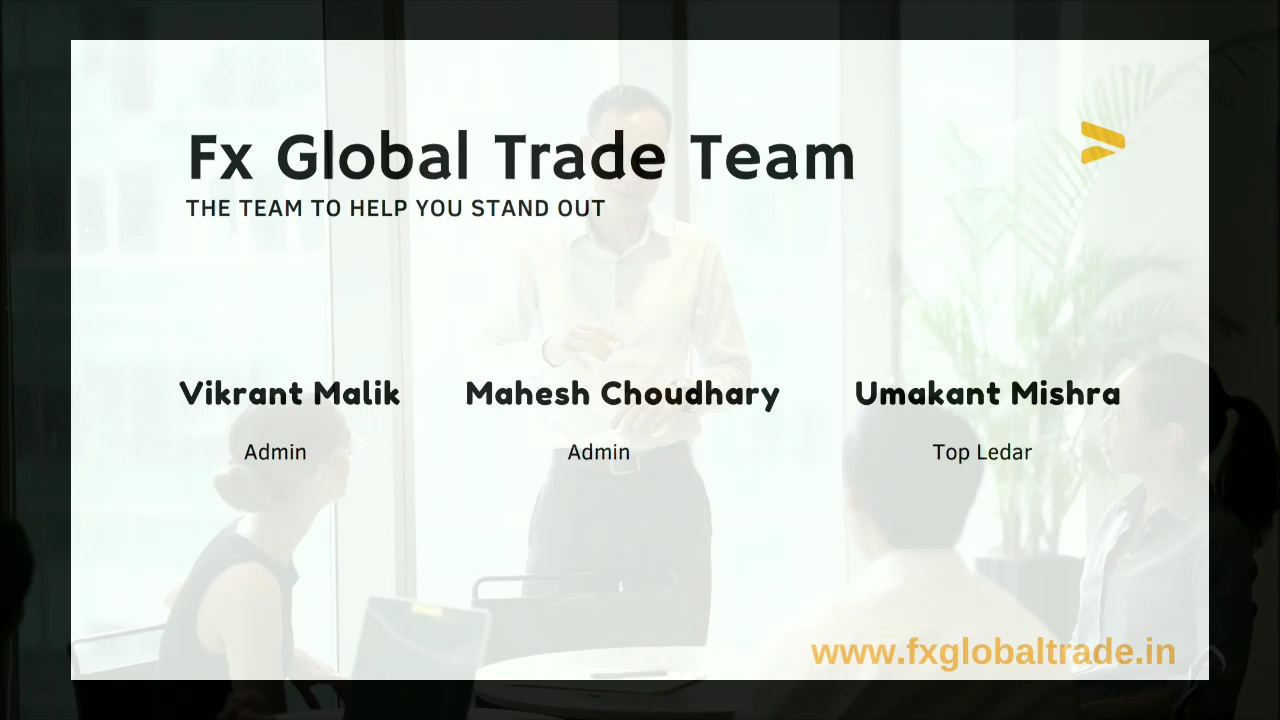 Fx Global Trade Team
THE TEAM TO HELP YOU STAND OUT
Vikrant Malik Mahesh Choudhary Umakant Mishra
Admin Admin Top Ledar
www.fxglobaltrade.in